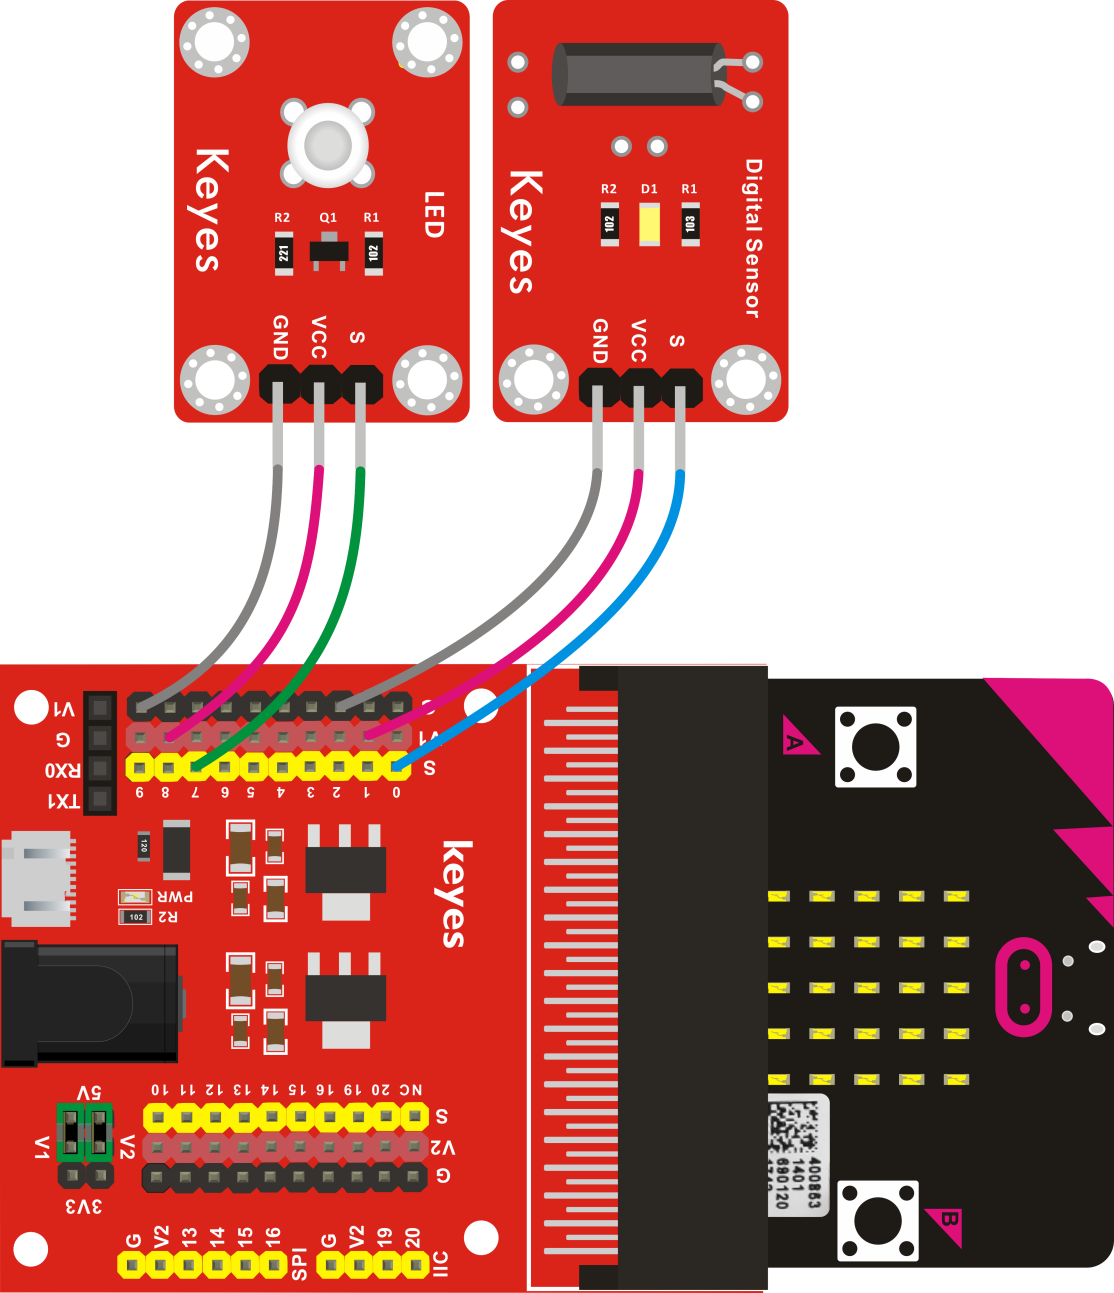 Keyes
LED
R2 Q1 R1
221 102
GND VCC S
Keyes
Digital Sensor
R2 D1 R1
102 103
GND VCC S
V1
G
RX0
TX1
G
V1
S
9 8 7 6 5 4 3 2 1 0
120
PWR
R2
102
keyes
A
5V
V1 V2
3V3
10 11 12 13 14 15 16 19 20 NC
S
V2
G
G V2 13 14 15 16 SPI
G V2 19 20 IIC
400863
1401
690120
B